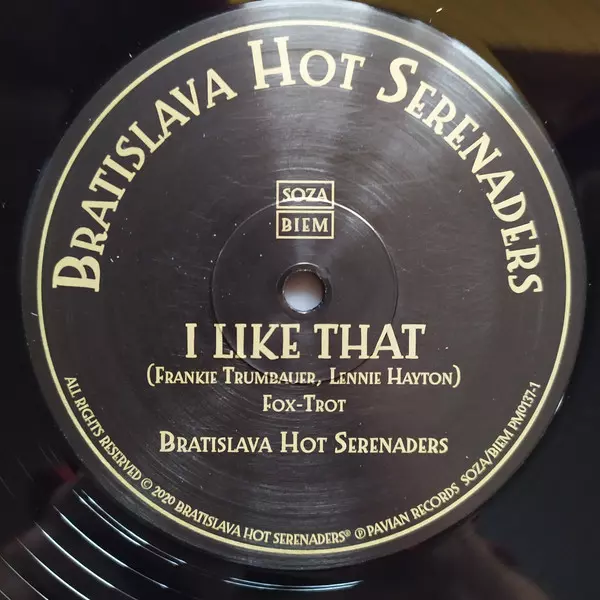 Bratislava Hot Serenaders
SOZA
BIEM
I LIKE THAT
(Frankie Trumbauer, Lennie Hayton)
Fox-Trot
Bratislava Hot Serenaders
ALL RIGHTS RESERVED © 2020 BRATISLAVA HOT SERENADERS® ℗ PAVIAN RECORDS SOZA/BIEM PM0137-1